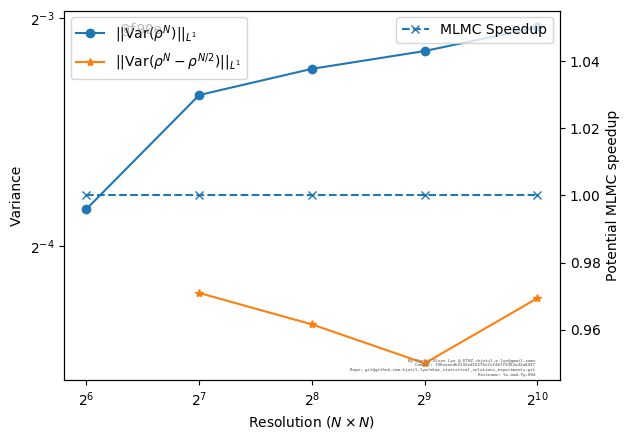 ||Var(ρ^N)||_{L^1}
||Var(ρ^N − ρ^{N/2})||_{L^1}
MLMC Speedup
2^{-3}
2^{-4}
Variance
1.04
1.02
1.00
0.98
0.96
Potential MLMC speedup
2^6
2^7
2^8
2^9
2^{10}
Resolution (N × N)